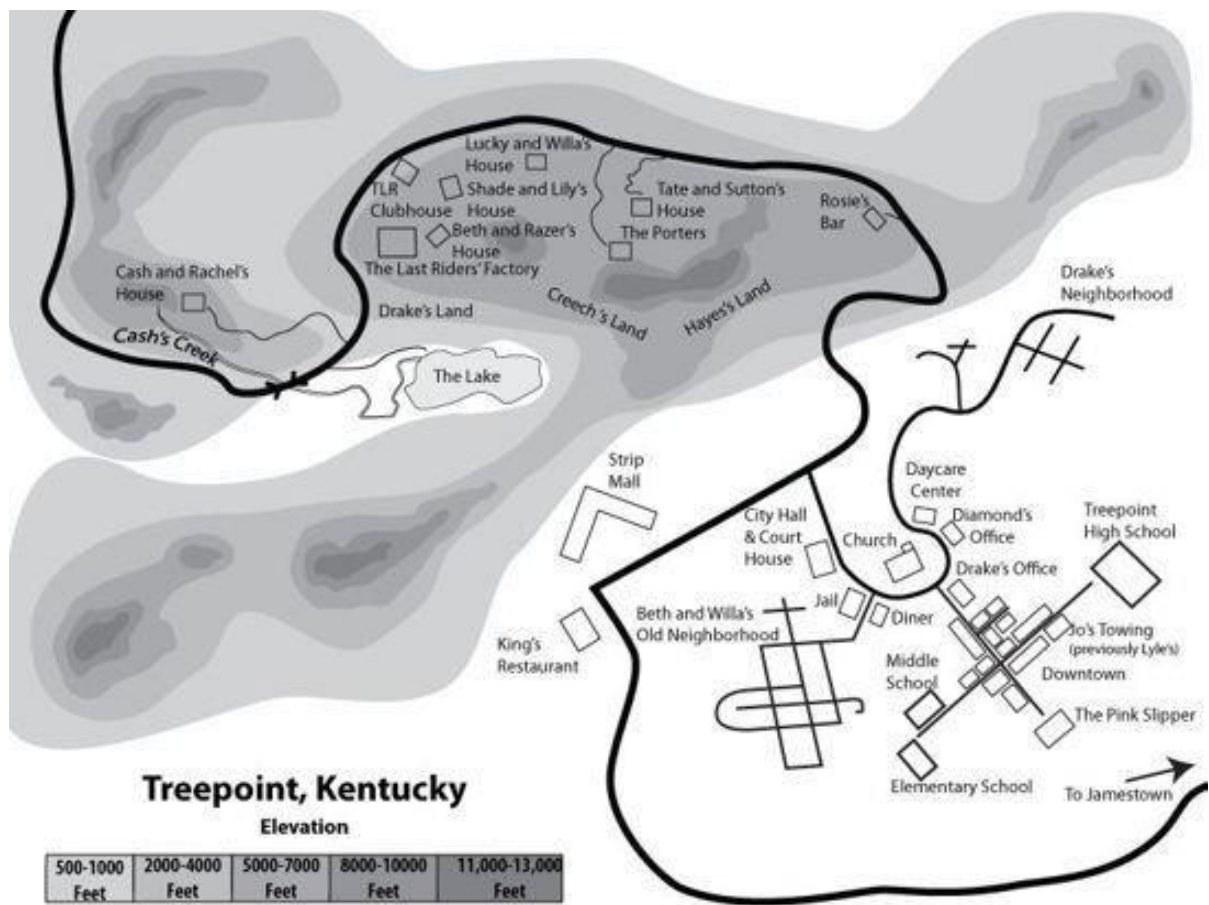 Lucky and Willa's
House
TLR
Clubhouse
Shade and Lily's
House
Tate and Sutton's
House
Rosie's
Bar
Beth and Razer's
House
The Porters
The Last Riders' Factory
Cash and Rachel's
House
Drake's
Neighborhood
Drake's Land
Creech's Land
Hayes's Land
Cash's Creek
The Lake
Strip
Mall
Daycare
Center
City Hall
& Court
House
Church
Diamond's
Office
Treepoint
High School
Drake's Office
Jail
Diner
Beth and Willa's
Old Neighborhood
King's
Restaurant
Jo's Towing
(previously Lyle's)
Middle
School
Downtown
The Pink Slipper
Elementary School
To Jamestown
Treepoint, Kentucky
Elevation
500-1000
Feet
2000-4000
Feet
5000-7000
Feet
8000-10000
Feet
11,000-13,000
Feet